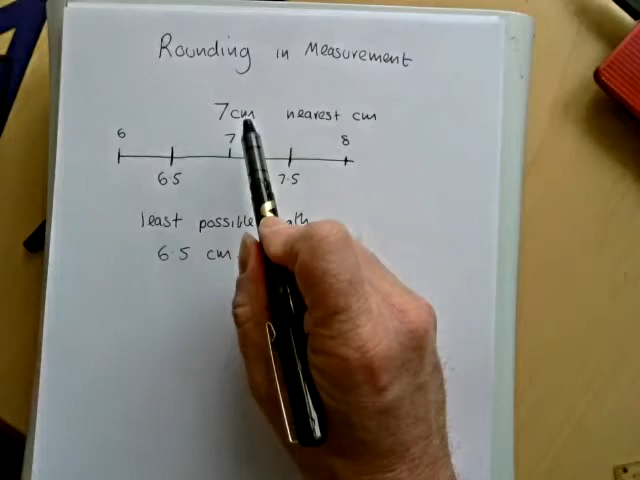 Rounding in Measurement
7cm nearest cm
6 7 8
6.5 7.5
least possible
6.5 cm